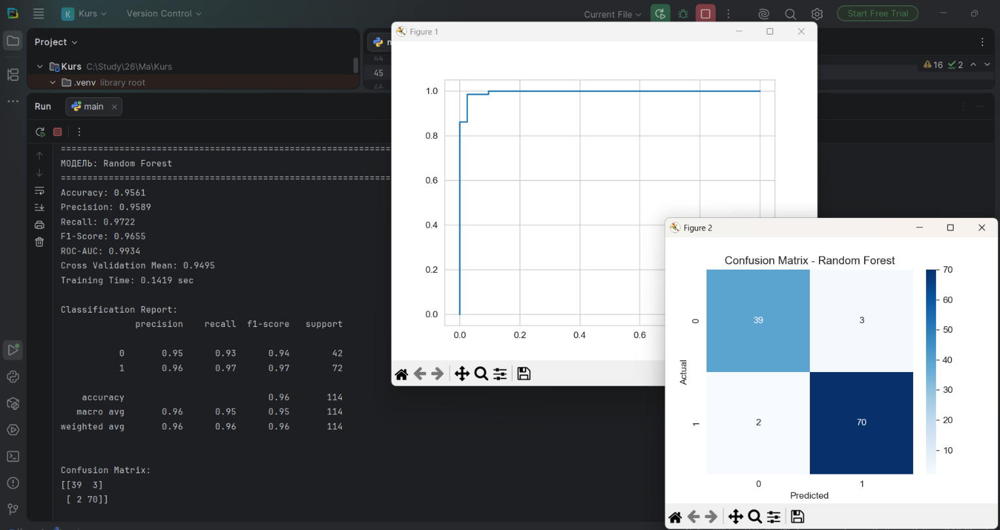 K Kurs Version Control Current File Start Free Trial
Project
Kurs C:\Study\26\Ma\Kurs
.venv library root
44
45
46
16 2
Run main
============================================================
МОДЕЛЬ: Random Forest
============================================================
Accuracy: 0.9561
Precision: 0.9589
Recall: 0.9722
F1-Score: 0.9655
ROC-AUC: 0.9934
Cross Validation Mean: 0.9495
Training Time: 0.1419 sec
Classification Report:
precision recall f1-score support
0 0.95 0.93 0.94 42
1 0.96 0.97 0.97 72
accuracy 0.96 114
macro avg 0.96 0.95 0.95 114
weighted avg 0.96 0.96 0.96 114
Confusion Matrix:
[[39 3]
[ 2 70]]
Figure 1
1.0
0.8
0.6
0.4
0.2
0.0
0.0 0.2 0.4 0.6
Figure 2
Confusion Matrix - Random Forest
Actual
0 39 3
1 2 70
0 1
Predicted
70
60
50
40
30
20
10